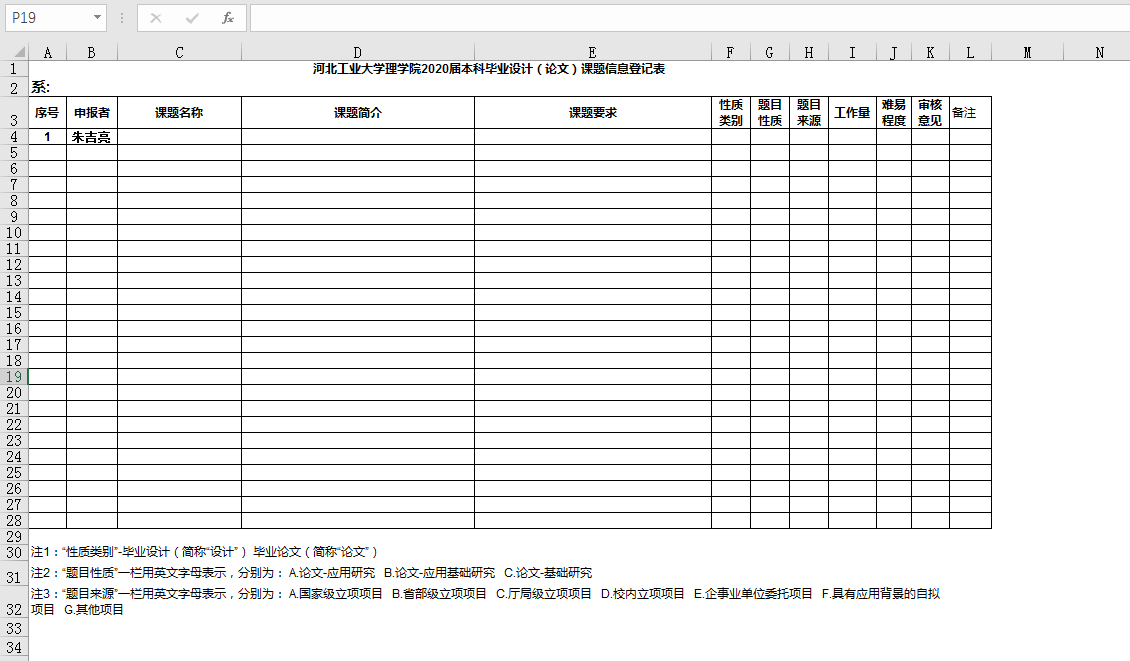 P19
fx
A B C D E F G H I J K L M N
1 河北工业大学理学院2020届本科毕业设计（论文）课题信息登记表
2 系:
3 序号 申报者 课题名称 课题简介 课题要求 性质类别 题目性质 题目来源 工作量 难易程度 审核意见 备注
4 1 朱吉亮
5
6
7
8
9
10
11
12
13
14
15
16
17
18
19
20
21
22
23
24
25
26
27
28
29
30 注1：“性质类别”-毕业设计（简称“设计”） 毕业论文（简称“论文”）
31 注2：“题目性质”一栏用英文字母表示，分别为： A.论文-应用研究 B.论文-应用基础研究 C.论文-基础研究
注3：“题目来源”一栏用英文字母表示，分别为： A.国家级立项项目 B.省部级立项项目 C.厅局级立项项目 D.校内立项项目 E.企事业单位委托项目 F.具有应用背景的自拟
32 项目 G.其他项目
33
34